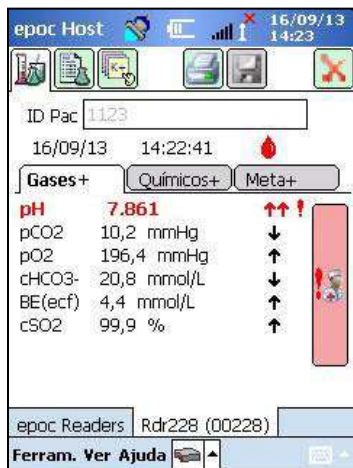 epoc Host 16/09/13
14:23
ID Pac 1123
16/09/13 14:22:41
Gases+ Químicos+ Meta+
pH 7.861 ↑↑ !
pCO2 10,2 mmHg ↓
pO2 196,4 mmHg ↑
cHCO3- 20,8 mmol/L ↓
BE(ecf) 4,4 mmol/L ↑
cSO2 99,9 % ↑
epoc Readers Rdr228 (00228)
Ferram. Ver Ajuda